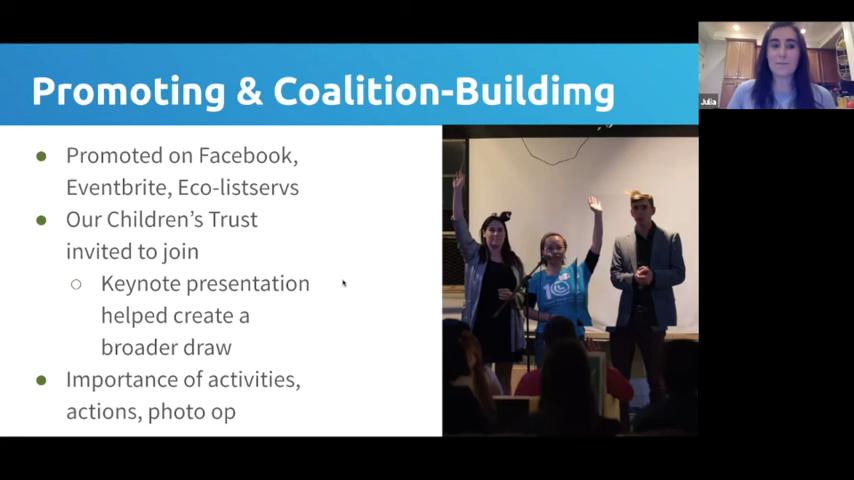 Promoting & Coalition-Buildimg
● Promoted on Facebook,
Eventbrite, Eco-listservs
● Our Children's Trust
invited to join
○ Keynote presentation
helped create a
broader draw
● Importance of activities,
actions, photo op
Julia